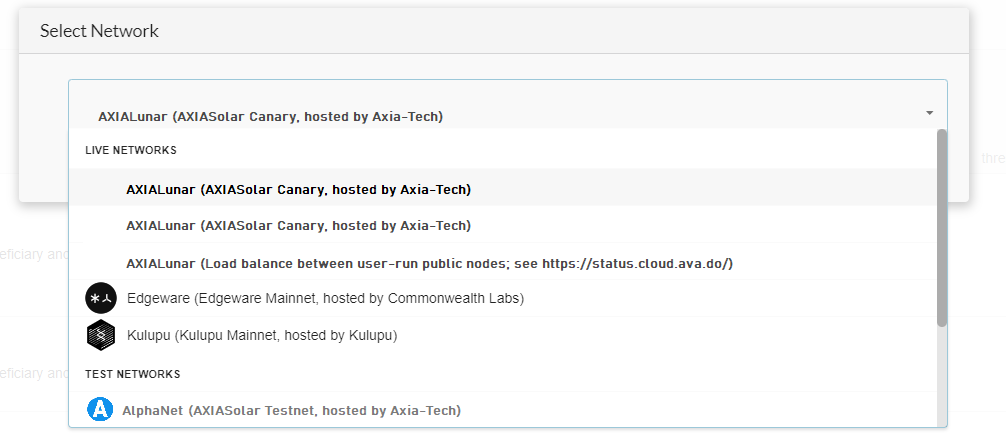 Select Network
AXIALunar (AXIASolar Canary, hosted by Axia-Tech)
LIVE NETWORKS
AXIALunar (AXIASolar Canary, hosted by Axia-Tech)
AXIALunar (AXIASolar Canary, hosted by Axia-Tech)
AXIALunar (Load balance between user-run public nodes; see https://status.cloud.ava.do/)
Edgeware (Edgeware Mainnet, hosted by Commonwealth Labs)
Kulupu (Kulupu Mainnet, hosted by Kulupu)
TEST NETWORKS
AlphaNet (AXIASolar Testnet, hosted by Axia-Tech)
thre
eficiary and
eficiary and